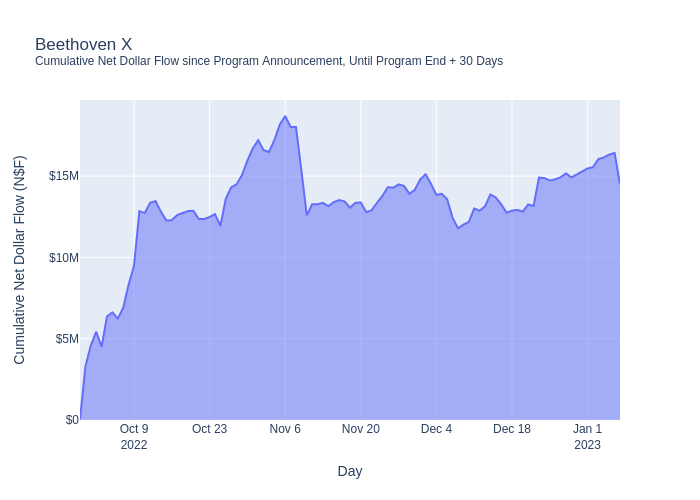 Beethoven X
Cumulative Net Dollar Flow since Program Announcement, Until Program End + 30 Days
Cumulative Net Dollar Flow (N$F)
$15M
$10M
$5M
$0
Oct 9
2022
Oct 23
Nov 6
Nov 20
Dec 4
Dec 18
Jan 1
2023
Day